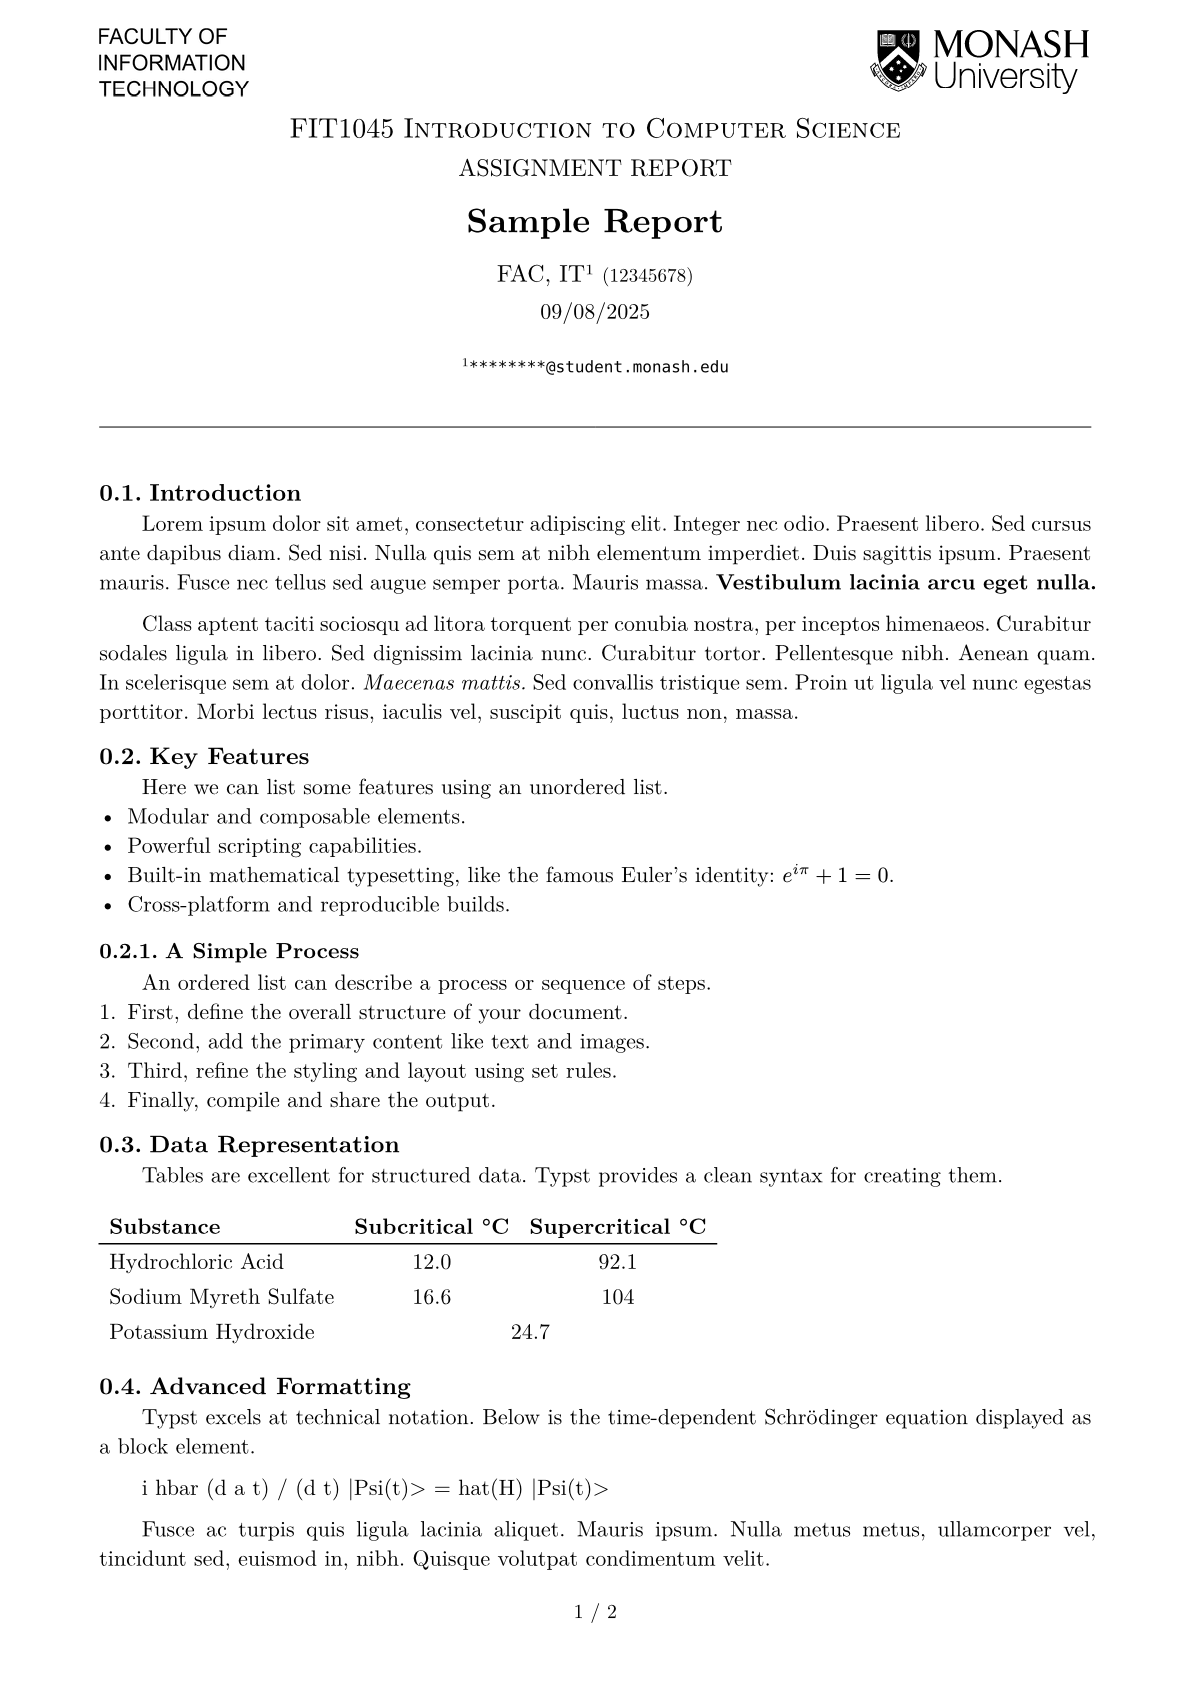 FACULTY OF
INFORMATION
TECHNOLOGY
MONASH
University
FIT1045 Introduction to Computer Science
ASSIGNMENT REPORT
Sample Report
FAC, IT¹ (12345678)
09/08/2025
¹********@student.monash.edu
0.1. Introduction
Lorem ipsum dolor sit amet, consectetur adipiscing elit. Integer nec odio. Praesent libero. Sed cursus
ante dapibus diam. Sed nisi. Nulla quis sem at nibh elementum imperdiet. Duis sagittis ipsum. Praesent
mauris. Fusce nec tellus sed augue semper porta. Mauris massa. Vestibulum lacinia arcu eget nulla.
Class aptent taciti sociosqu ad litora torquent per conubia nostra, per inceptos himenaeos. Curabitur
sodales ligula in libero. Sed dignissim lacinia nunc. Curabitur tortor. Pellentesque nibh. Aenean quam.
In scelerisque sem at dolor. Maecenas mattis. Sed convallis tristique sem. Proin ut ligula vel nunc egestas
porttitor. Morbi lectus risus, iaculis vel, suscipit quis, luctus non, massa.
0.2. Key Features
Here we can list some features using an unordered list.
• Modular and composable elements.
• Powerful scripting capabilities.
• Built-in mathematical typesetting, like the famous Euler's identity: e^{iπ} + 1 = 0.
• Cross-platform and reproducible builds.
0.2.1. A Simple Process
An ordered list can describe a process or sequence of steps.
1. First, define the overall structure of your document.
2. Second, add the primary content like text and images.
3. Third, refine the styling and layout using set rules.
4. Finally, compile and share the output.
0.3. Data Representation
Tables are excellent for structured data. Typst provides a clean syntax for creating them.
Substance Subcritical °C Supercritical °C
Hydrochloric Acid 12.0 92.1
Sodium Myreth Sulfate 16.6 104
Potassium Hydroxide 24.7
0.4. Advanced Formatting
Typst excels at technical notation. Below is the time-dependent Schrödinger equation displayed as
a block element.
i hbar (d a t) / (d t) |Psi(t)> = hat(H) |Psi(t)>
Fusce ac turpis quis ligula lacinia aliquet. Mauris ipsum. Nulla metus metus, ullamcorper vel,
tincidunt sed, euismod in, nibh. Quisque volutpat condimentum velit.
1 / 2